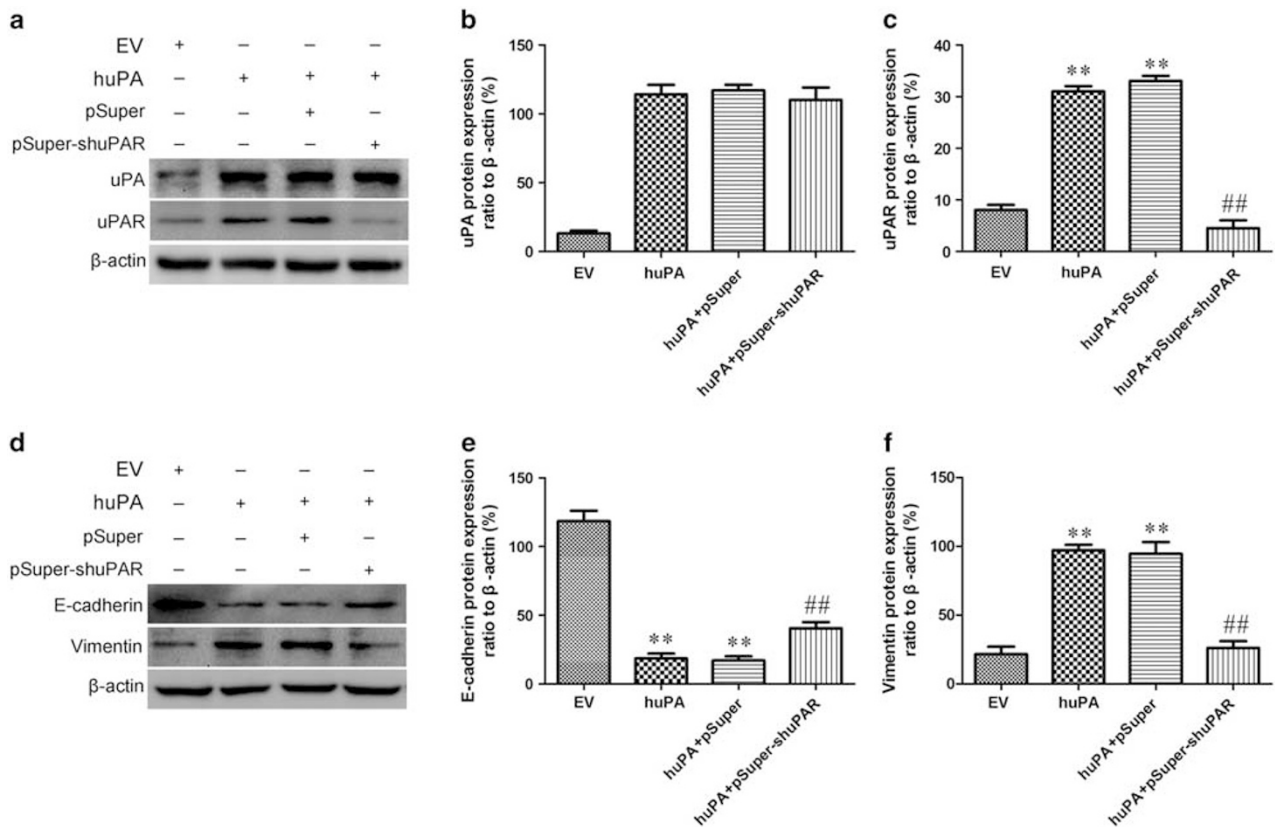 a
EV + − − −
huPA − + + +
pSuper − − + −
pSuper-shuPAR − − − +
uPA
uPAR
β-actin
b
uPA protein expression
ratio to β -actin (%)
150
100
50
0
EV
huPA
huPA+pSuper
huPA+pSuper-shuPAR
c
uPAR protein expression
ratio to β -actin (%)
40
30
20
10
0
**
**
##
EV
huPA
huPA+pSuper
huPA+pSuper-shuPAR
d
EV + − − −
huPA − + + +
pSuper − − + −
pSuper-shuPAR − − − +
E-cadherin
Vimentin
β-actin
e
E-cadherin protein expression
ratio to β -actin (%)
150
100
50
0
**
**
##
EV
huPA
huPA+pSuper
huPA+pSuper-shuPAR
f
Vimentin protein expression
ratio to β -actin (%)
150
100
50
0
**
**
##
EV
huPA
huPA+pSuper
huPA+pSuper-shuPAR